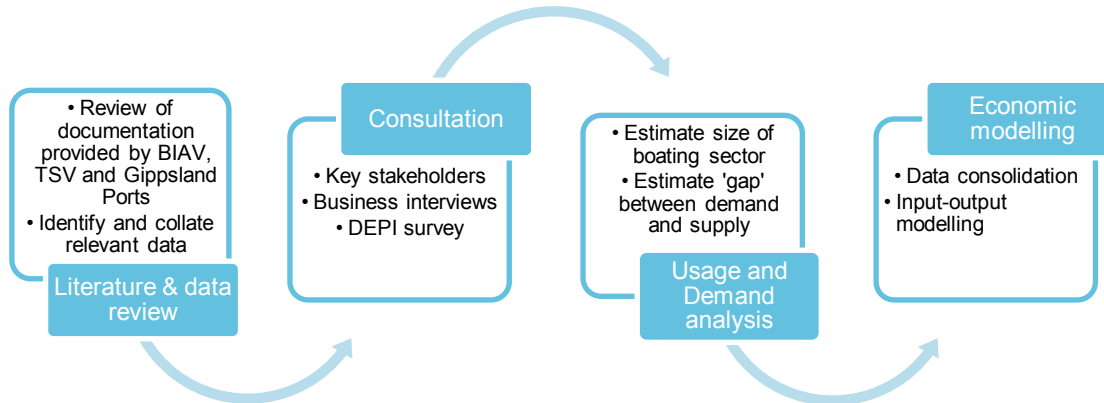 • Review of
documentation
provided by BIAV,
TSV and Gippsland
Ports
• Identify and collate
relevant data
Literature & data
review
Consultation
• Key stakeholders
• Business interviews
• DEPI survey
• Estimate size of
boating sector
• Estimate 'gap'
between demand
and supply
Usage and
Demand
analysis
Economic
modelling
• Data consolidation
• Input-output
modelling